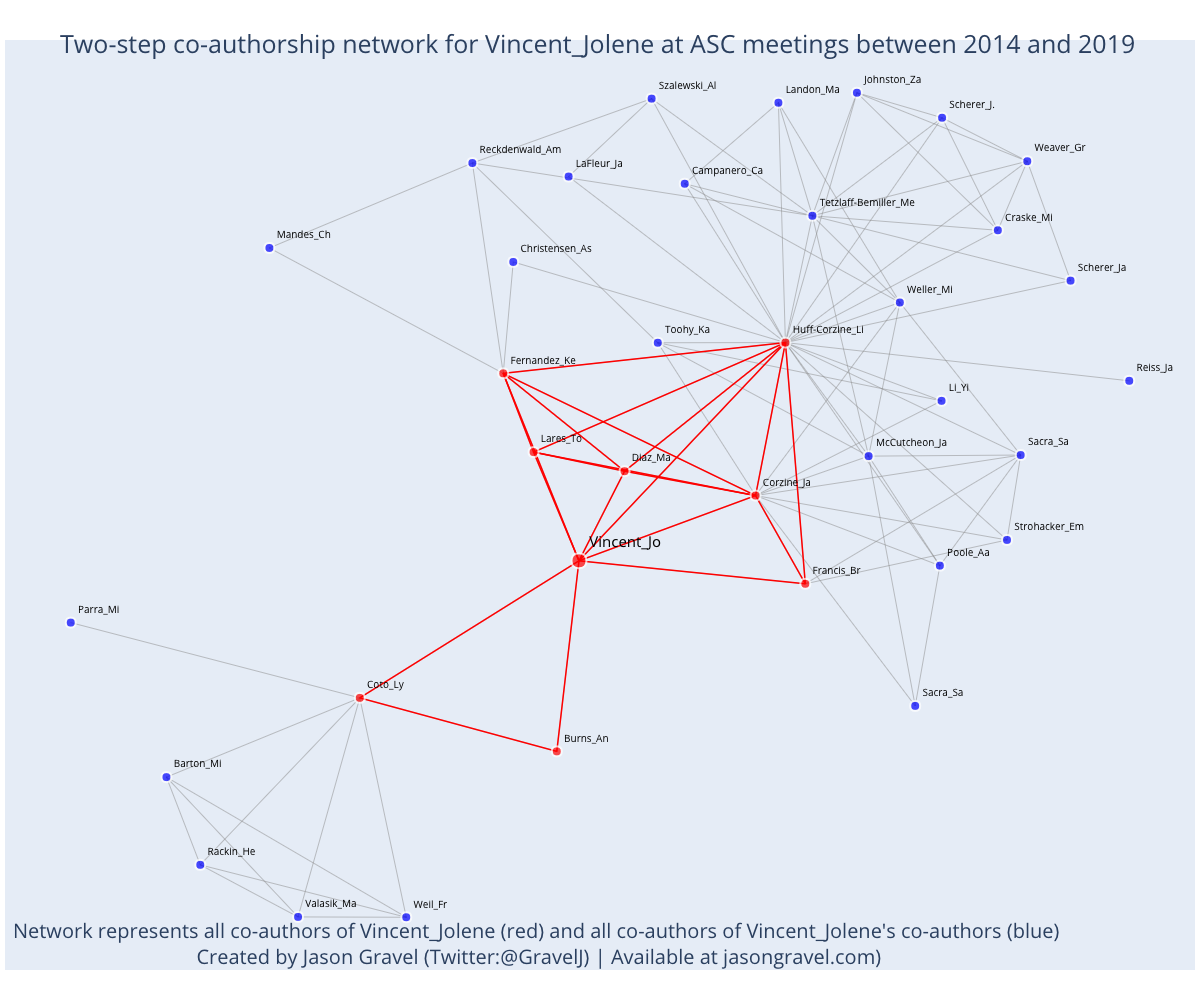 Two-step co-authorship network for Vincent_Jolene at ASC meetings between 2014 and 2019
Johnston_Za
Szalewski_Al
Landon_Ma
Scherer_J.
Reckdenwald_Am
Weaver_Gr
LaFleur_Ja
Campanero_Ca
Tetzlaff-Bemiller_Me
Craske_Mi
Mandes_Ch
Christensen_As
Scherer_Ja
Weller_Mi
Toohy_Ka
Huff-Corzine_Li
Fernandez_Ke
Reiss_Ja
Li_Yi
Lares_To
McCutcheon_Ja
Sacra_Sa
Diaz_Ma
Corzine_Ja
Strohacker_Em
Vincent_Jo
Poole_Aa
Francis_Br
Parra_Mi
Coto_Ly
Sacra_Sa
Burns_An
Barton_Mi
Rackin_He
Valasik_Ma
Weil_Fr
Network represents all co-authors of Vincent_Jolene (red) and all co-authors of Vincent_Jolene's co-authors (blue)
Created by Jason Gravel (Twitter:@GravelJ) | Available at jasongravel.com)